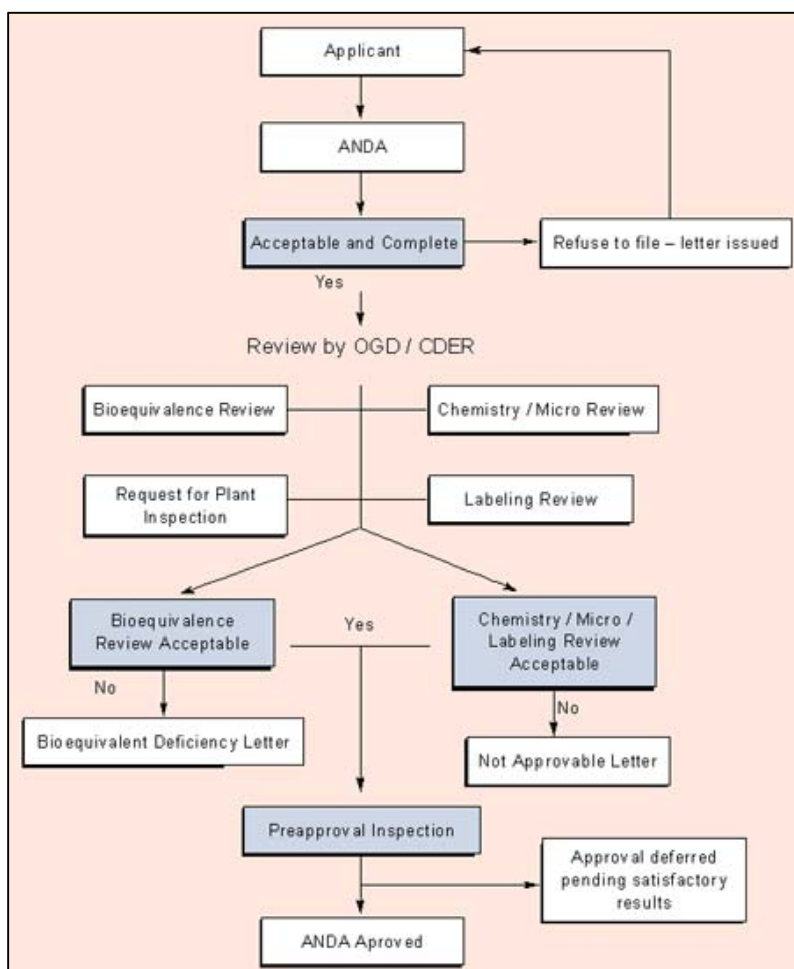 Applicant
ANDA
Acceptable and Complete
Refuse to file – letter issued
Yes
Review by OGD / CDER
Bioequivalence Review
Chemistry / Micro Review
Request for Plant
Inspection
Labeling Review
Bioequivalence
Review Acceptable
Yes
Chemistry / Micro /
Labeling Review
Acceptable
No
No
Bioequivalent Deficiency Letter
Not Approvable Letter
Preapproval Inspection
Approval deferred
pending satisfactory
results
ANDA Aproved